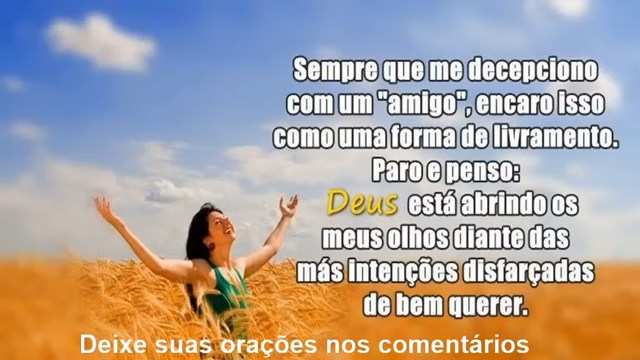 Sempre que me decepciono
com um "amigo", encaro isso
como uma forma de livramento.
Paro e penso:
Deus está abrindo os
meus olhos diante das
más intenções disfarçadas
de bem querer.
Deixe suas orações nos comentários